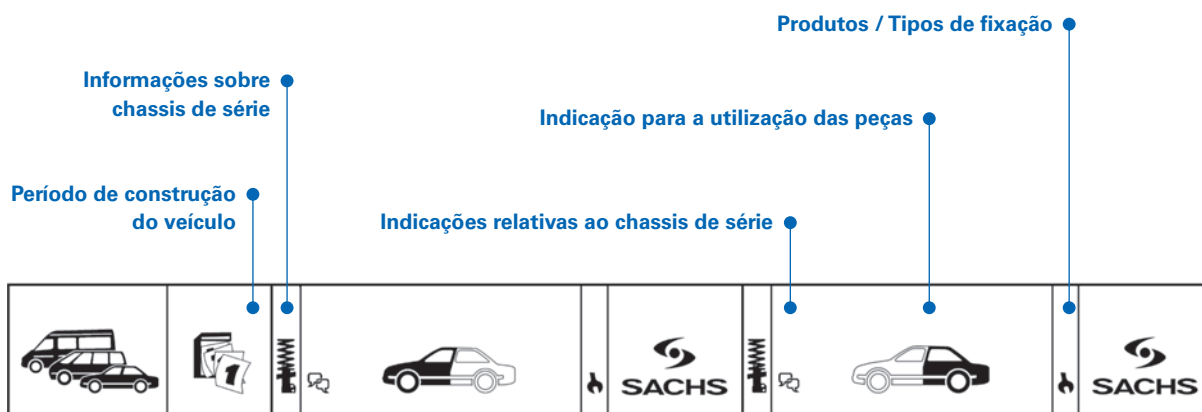 Produtos / Tipos de fixação
Informações sobre
chassis de série
Indicação para a utilização das peças
Período de construção
do veículo
Indicações relativas ao chassis de série
1
SACHS
SACHS